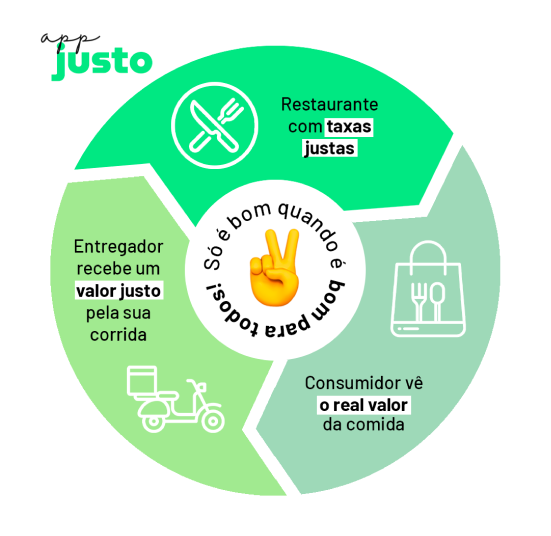 app
justo
Restaurante
com taxas
justas
Entregador
recebe um
valor justo
pela sua
corrida
Só é bom quando é bom para todos!
Consumidor vê
o real valor
da comida